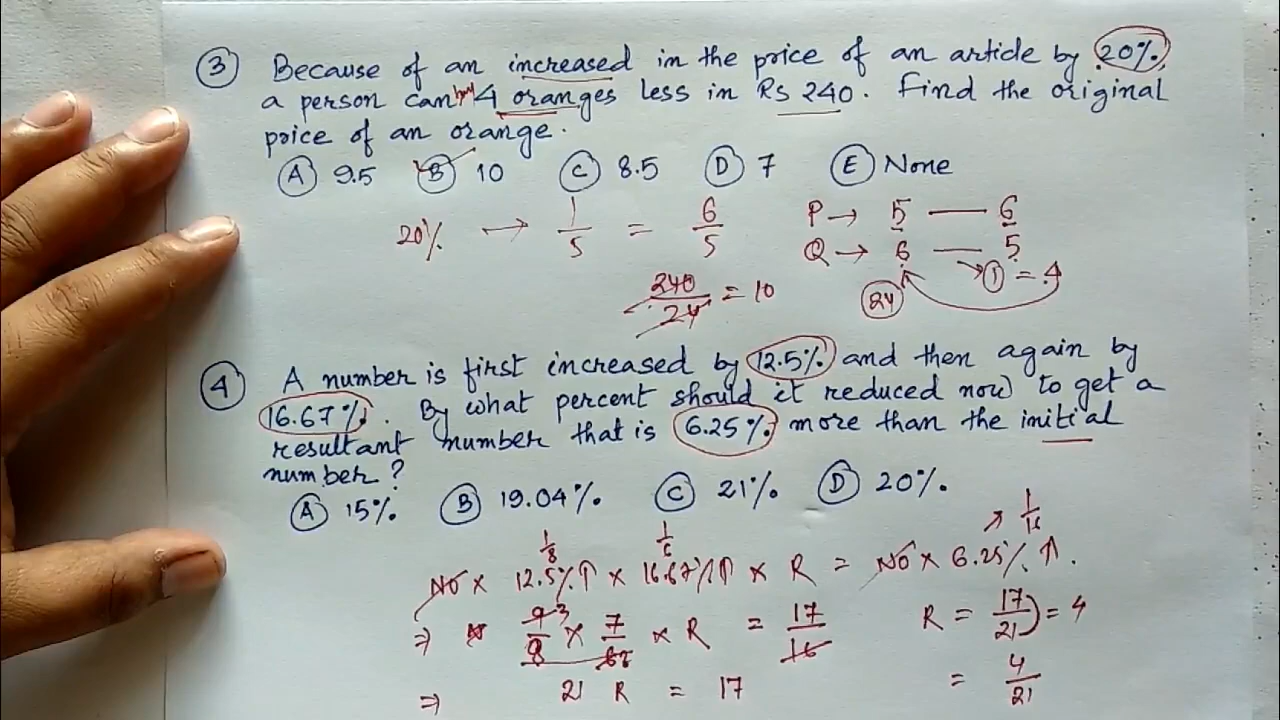 3 Because of an increased in the price of an article by 20%.
a person can buy 4 oranges less in Rs 240. Find the original
price of an orange.
A 9.5 B 10 C 8.5 D 7 E None
20% → 1/5 = 6/5
P → 5 — 6
Q → 6 — 5
→ 1 = 4
24
240/24 = 10
4 A number is first increased by 12.5% and then again by
16.67%. By what percent should it reduced now to get a
resultant number that is 6.25% more than the initial
number?
A 15% B 19.04% C 21% D 20%.
1/8 1/6 ↗ 1/16
NO × 12.5%↑ × 16.67%↑ × R = NO × 6.25%↑.
⇒ 9/8 × 7/6 × R = 17/16
3 2
⇒ 21 R = 17
R = 17/21 ) = 4
= 4/21